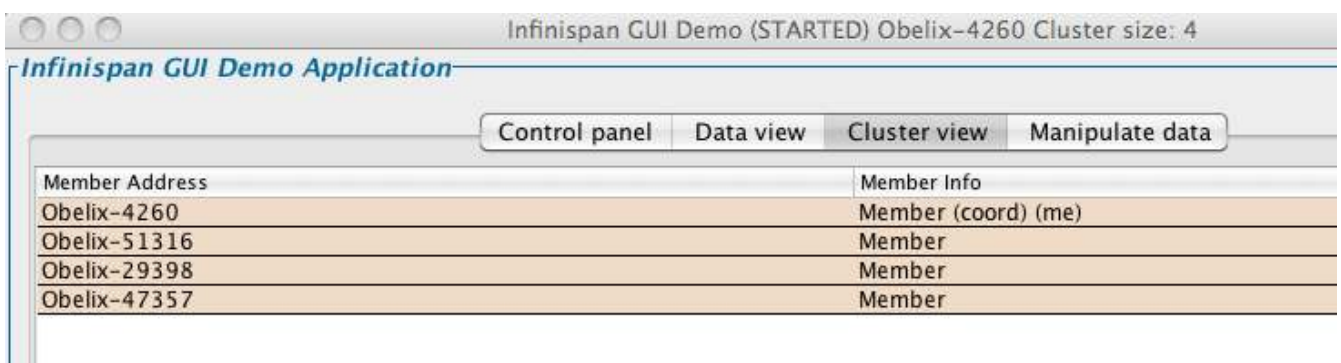 Infinispan GUI Demo (STARTED) Obelix-4260 Cluster size: 4
Infinispan GUI Demo Application
Control panel Data view Cluster view Manipulate data
Member Address Member Info
Obelix-4260 Member (coord) (me)
Obelix-51316 Member
Obelix-29398 Member
Obelix-47357 Member